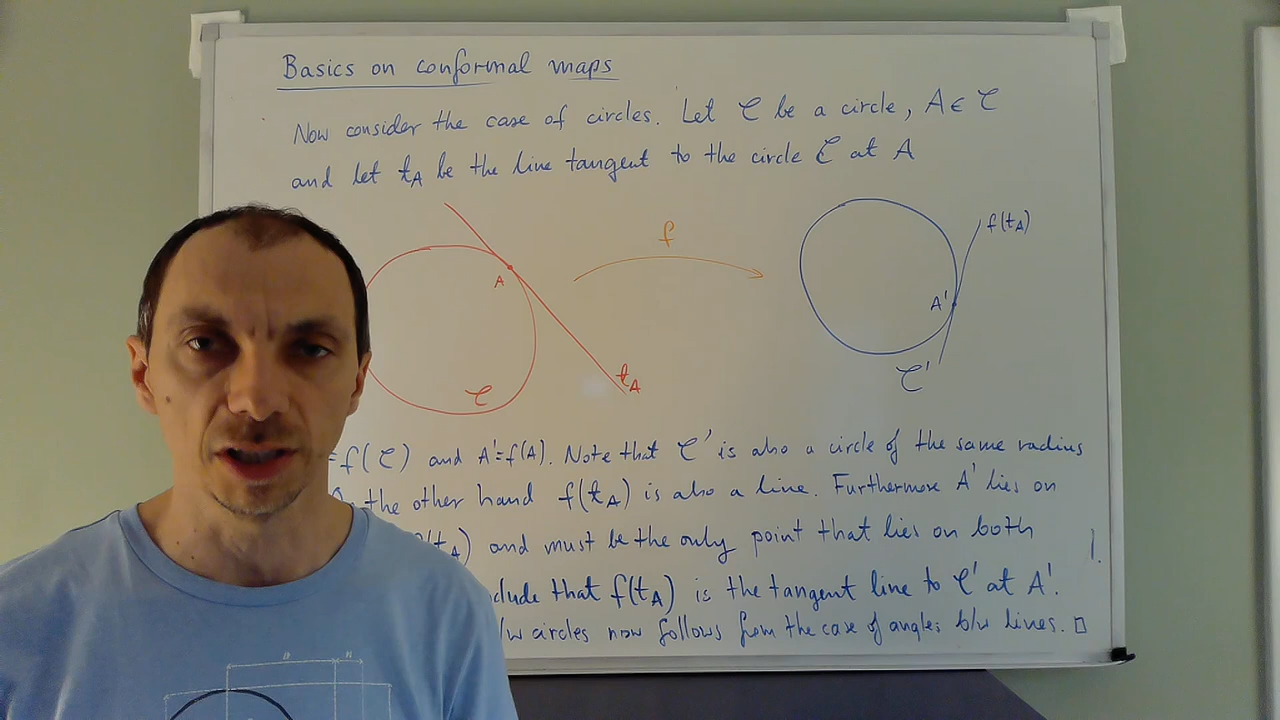 Basics on conformal maps
Now consider the case of circles. Let 𝒞 be a circle, A ∈ 𝒞
and let t_A be the line tangent to the circle 𝒞 at A
f
f(t_A)
A
A'
t_A
𝒞
𝒞'
=f(𝒞) and A'=f(A). Note that 𝒞' is also a circle of the same radius
the other hand f(t_A) is also a line. Furthermore A' lies on
(t_A) and must be the only point that lies on both
clude that f(t_A) is the tangent line to 𝒞' at A'.
/w circles now follows from the case of angles b/w lines. □